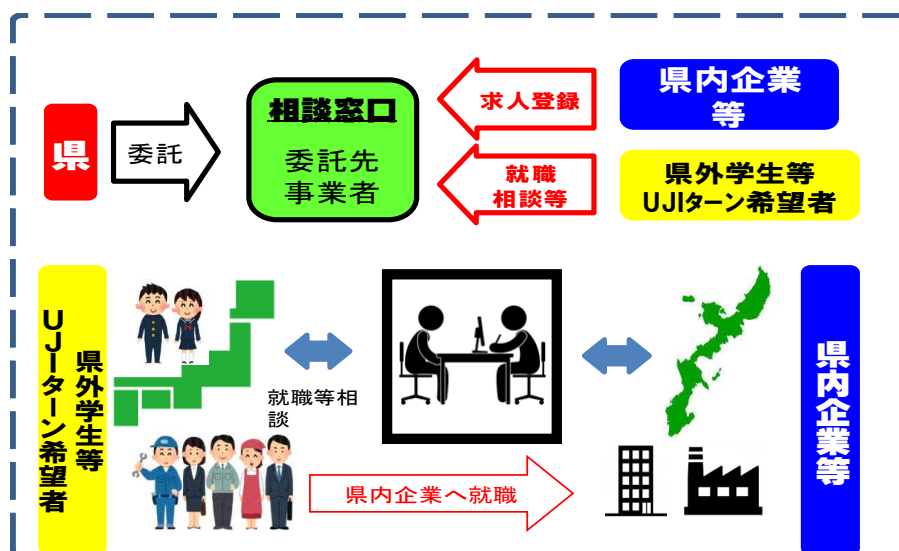 県
委託
相談窓口
委託先
事業者
求人登録
就職
相談等
県内企業
等
県外学生等
UJIターン希望者
県外学生等
UJIターン希望者
就職等相
談
県内企業へ就職
県内企業等